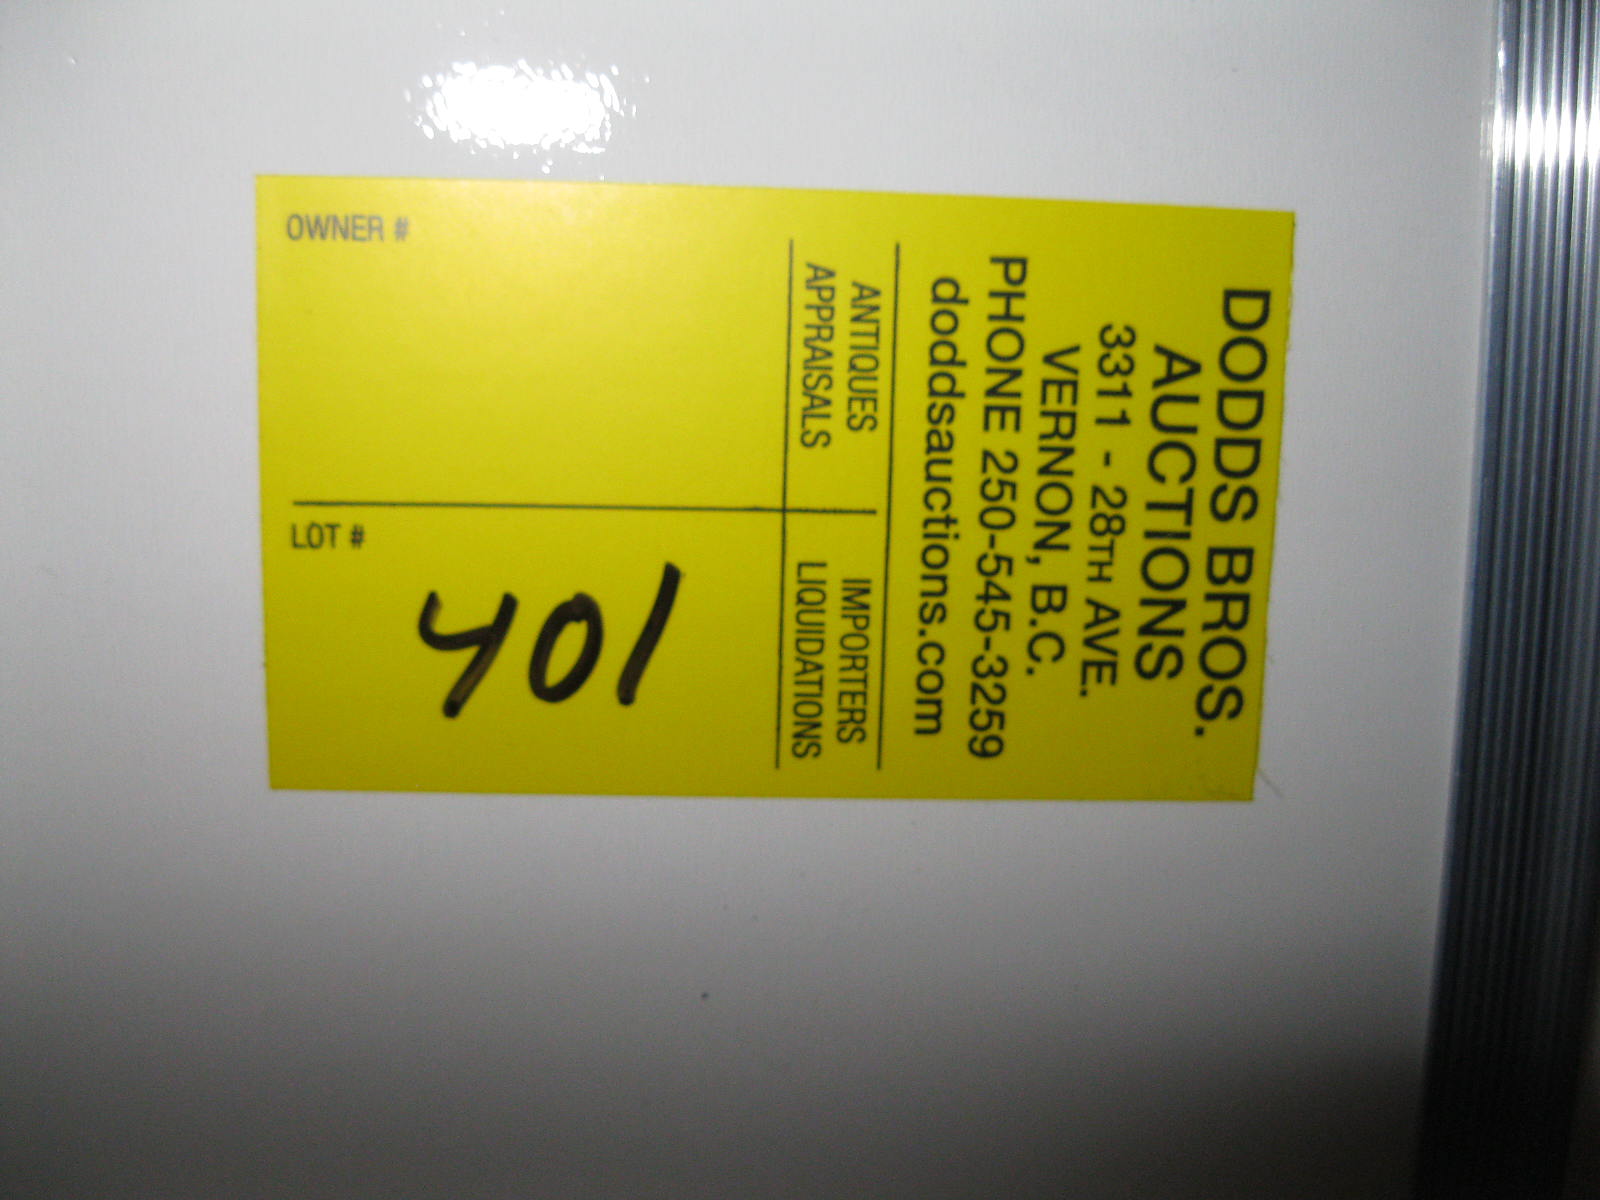 DODDS BROS.
AUCTIONS
3311 - 28TH AVE.
VERNON, B.C.
PHONE 250-545-3259
doddsauctions.com
ANTIQUES
APPRAISALS
IMPORTERS
LIQUIDATIONS
OWNER #
LOT #
401